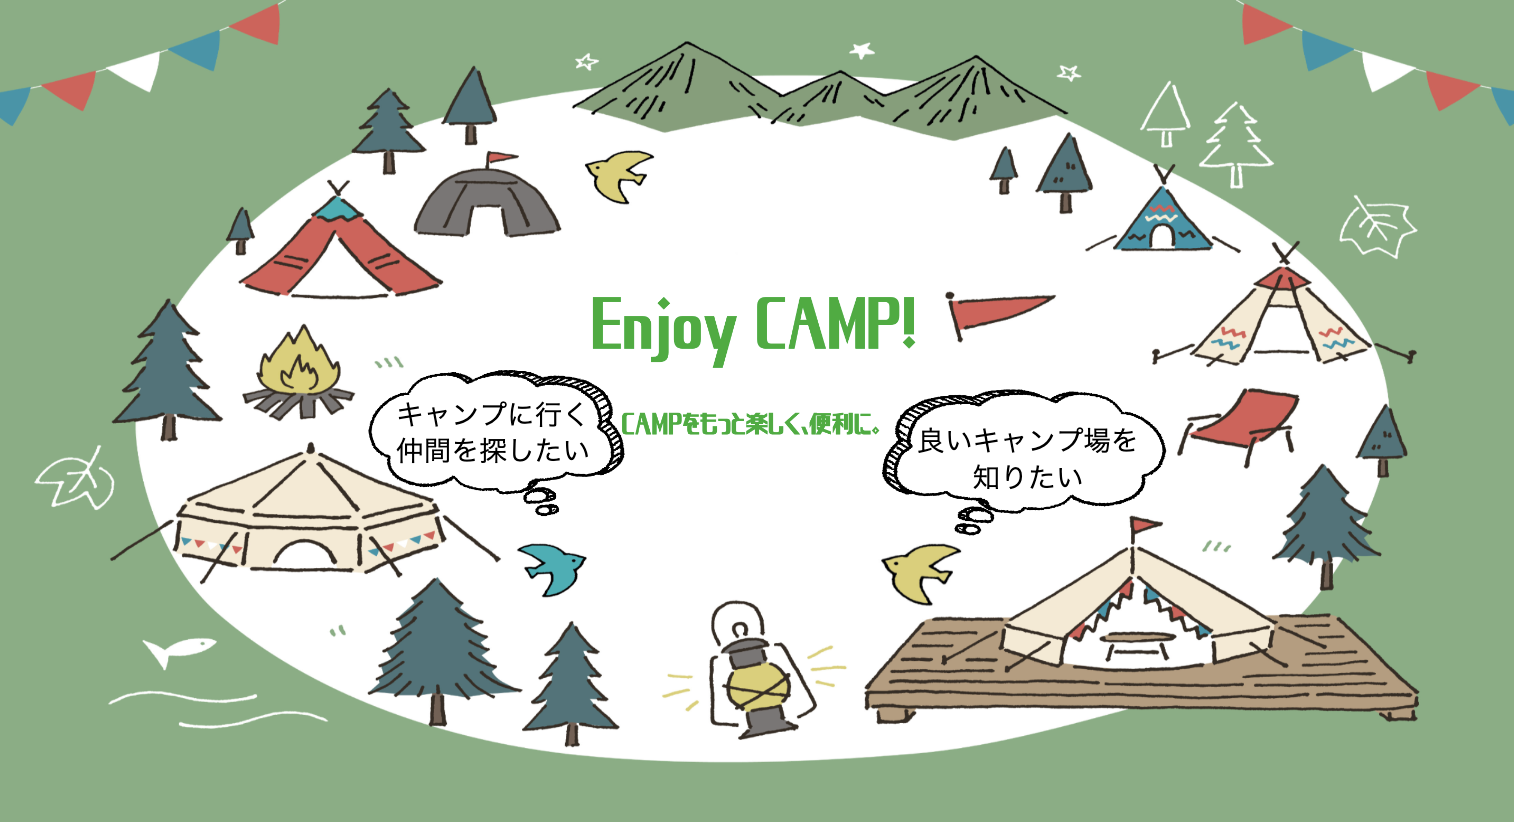 Enjoy CAMP!
キャンプに行く
仲間を探したい
CAMPをもっと楽しく、便利に。
良いキャンプ場を
知りたい